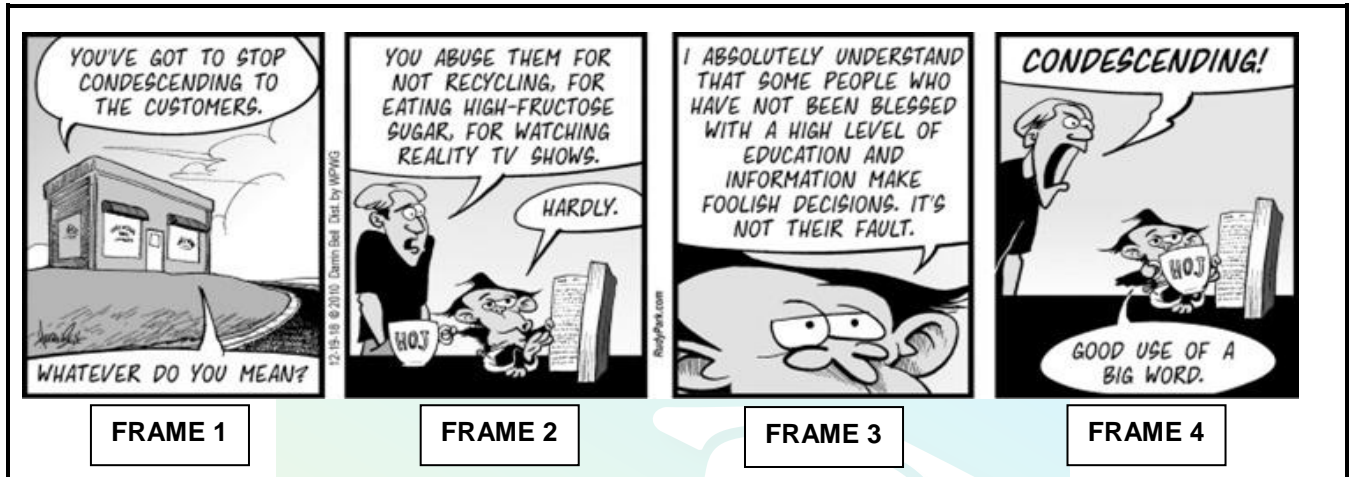 YOU'VE GOT TO STOP
CONDESCENDING TO
THE CUSTOMERS.
WHATEVER DO YOU MEAN?
12-19-18 © 2010 Darrin Bell Dist. by WPWG
YOU ABUSE THEM FOR
NOT RECYCLING, FOR
EATING HIGH-FRUCTOSE
SUGAR, FOR WATCHING
REALITY TV SHOWS.
HARDLY.
HOJ
RudyPark.com
I ABSOLUTELY UNDERSTAND
THAT SOME PEOPLE WHO
HAVE NOT BEEN BLESSED
WITH A HIGH LEVEL OF
EDUCATION AND
INFORMATION MAKE
FOOLISH DECISIONS. IT'S
NOT THEIR FAULT.
CONDESCENDING!
HOJ
GOOD USE OF A
BIG WORD.
FRAME 1
FRAME 2
FRAME 3
FRAME 4